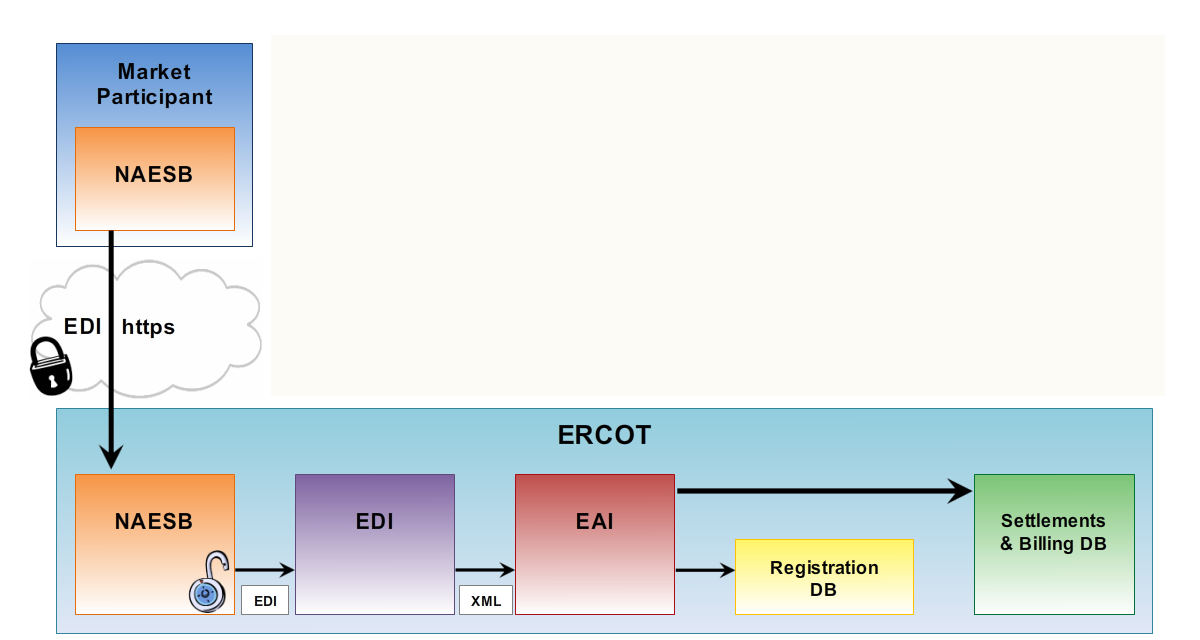 Market
Participant
NAESB
EDI https
ERCOT
NAESB
EDI
EAI
Settlements
& Billing DB
Registration
DB
EDI
XML